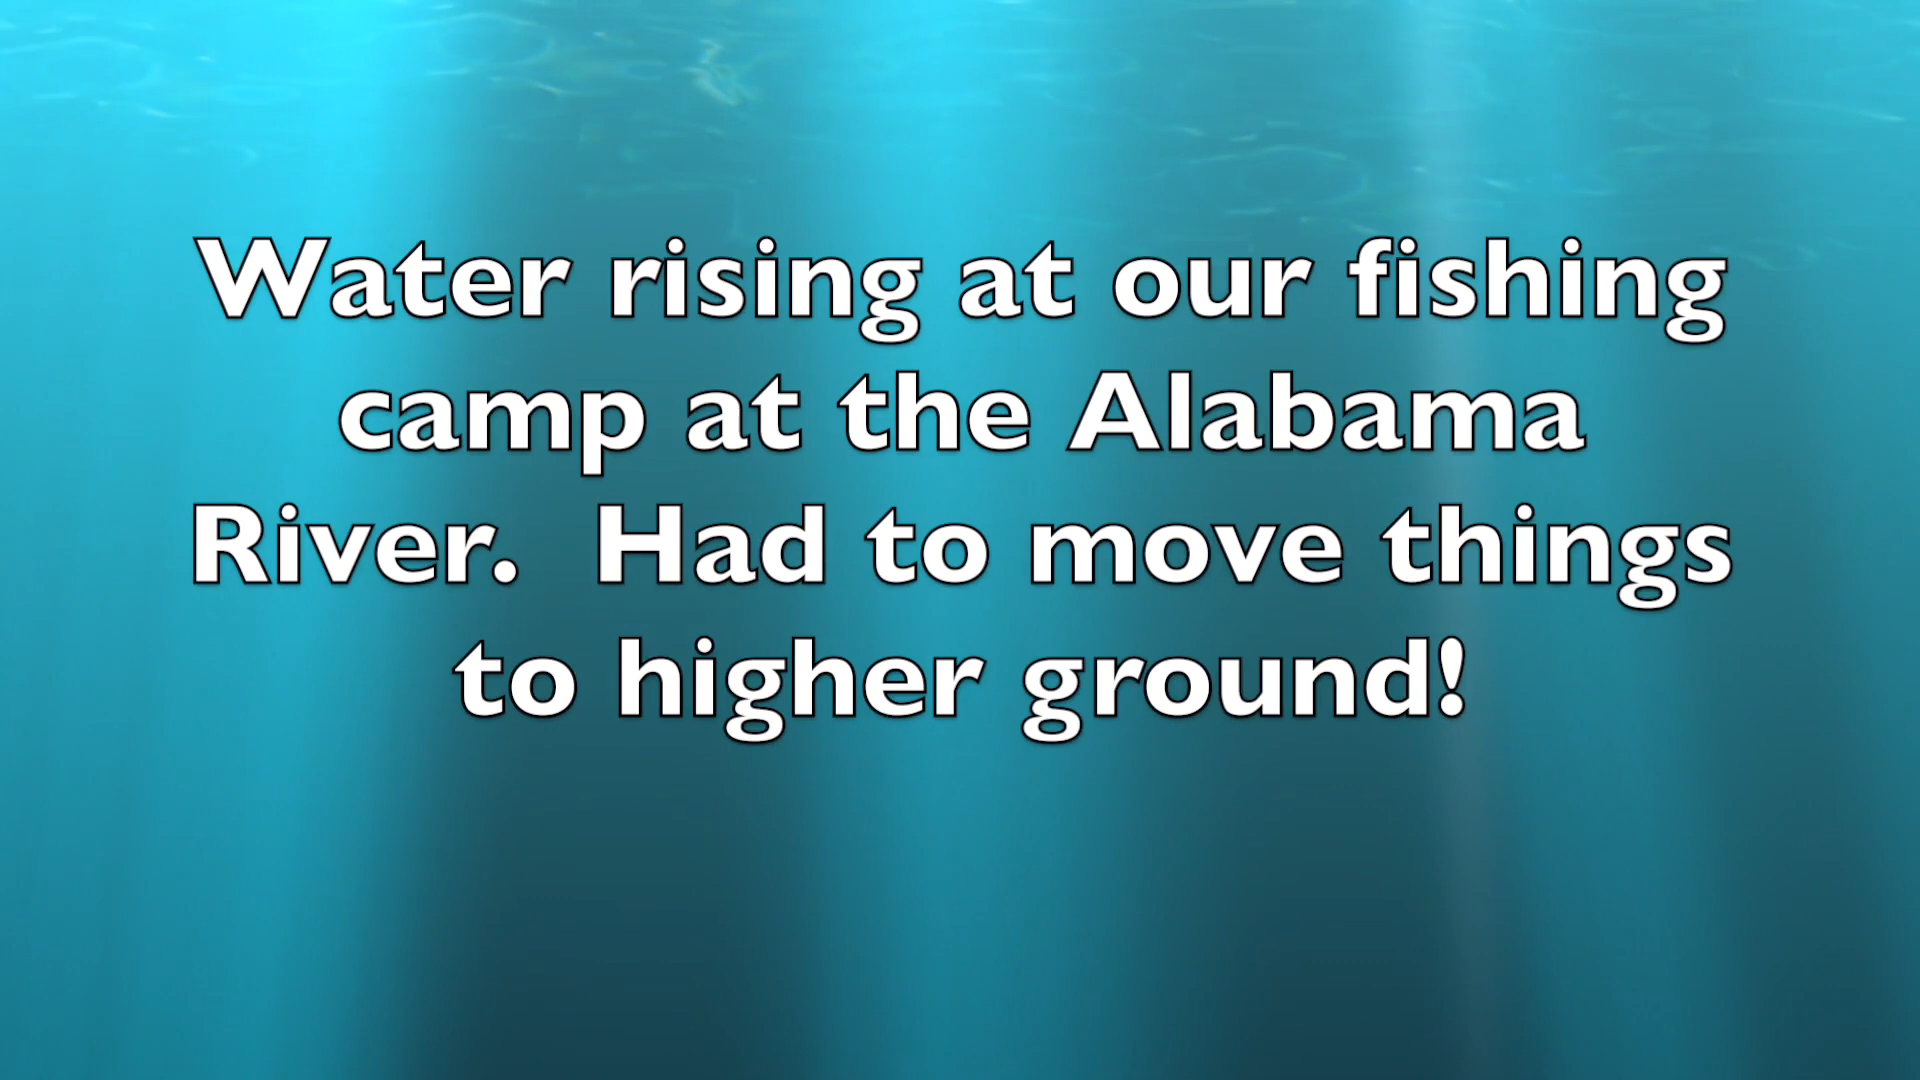 Water rising at our fishing
camp at the Alabama
River.  Had to move things
to higher ground!